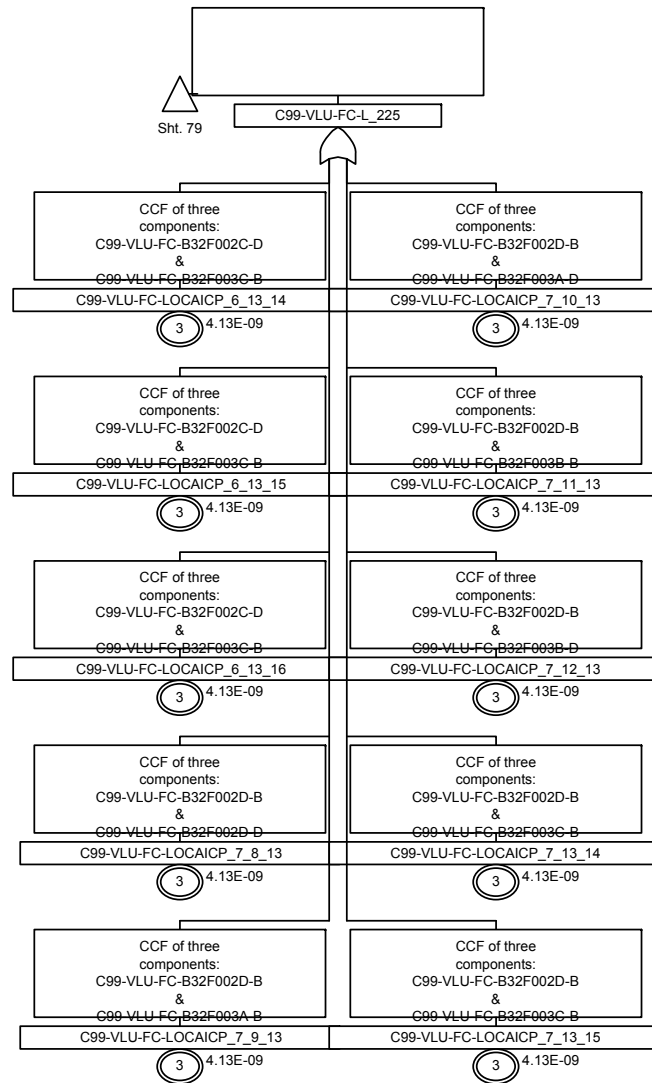 C99-VLU-FC-L_225
Sht. 79
CCF of three
components:
C99-VLU-FC-B32F002C-D
&
C99-VLU-FC-B32F003C-B
C99-VLU-FC-LOCAICP_6_13_14
3
4.13E-09
CCF of three
components:
C99-VLU-FC-B32F002D-B
&
C99-VLU-FC-B32F003A-D
C99-VLU-FC-LOCAICP_7_10_13
3
4.13E-09
CCF of three
components:
C99-VLU-FC-B32F002C-D
&
C99-VLU-FC-B32F003C-B
C99-VLU-FC-LOCAICP_6_13_15
3
4.13E-09
CCF of three
components:
C99-VLU-FC-B32F002D-B
&
C99-VLU-FC-B32F003B-B
C99-VLU-FC-LOCAICP_7_11_13
3
4.13E-09
CCF of three
components:
C99-VLU-FC-B32F002C-D
&
C99-VLU-FC-B32F003C-B
C99-VLU-FC-LOCAICP_6_13_16
3
4.13E-09
CCF of three
components:
C99-VLU-FC-B32F002D-B
&
C99-VLU-FC-B32F003B-D
C99-VLU-FC-LOCAICP_7_12_13
3
4.13E-09
CCF of three
components:
C99-VLU-FC-B32F002D-B
&
C99-VLU-FC-B32F002D-D
C99-VLU-FC-LOCAICP_7_8_13
3
4.13E-09
CCF of three
components:
C99-VLU-FC-B32F002D-B
&
C99-VLU-FC-B32F003C-B
C99-VLU-FC-LOCAICP_7_13_14
3
4.13E-09
CCF of three
components:
C99-VLU-FC-B32F002D-B
&
C99-VLU-FC-B32F003A-B
C99-VLU-FC-LOCAICP_7_9_13
3
4.13E-09
CCF of three
components:
C99-VLU-FC-B32F002D-B
&
C99-VLU-FC-B32F003C-B
C99-VLU-FC-LOCAICP_7_13_15
3
4.13E-09